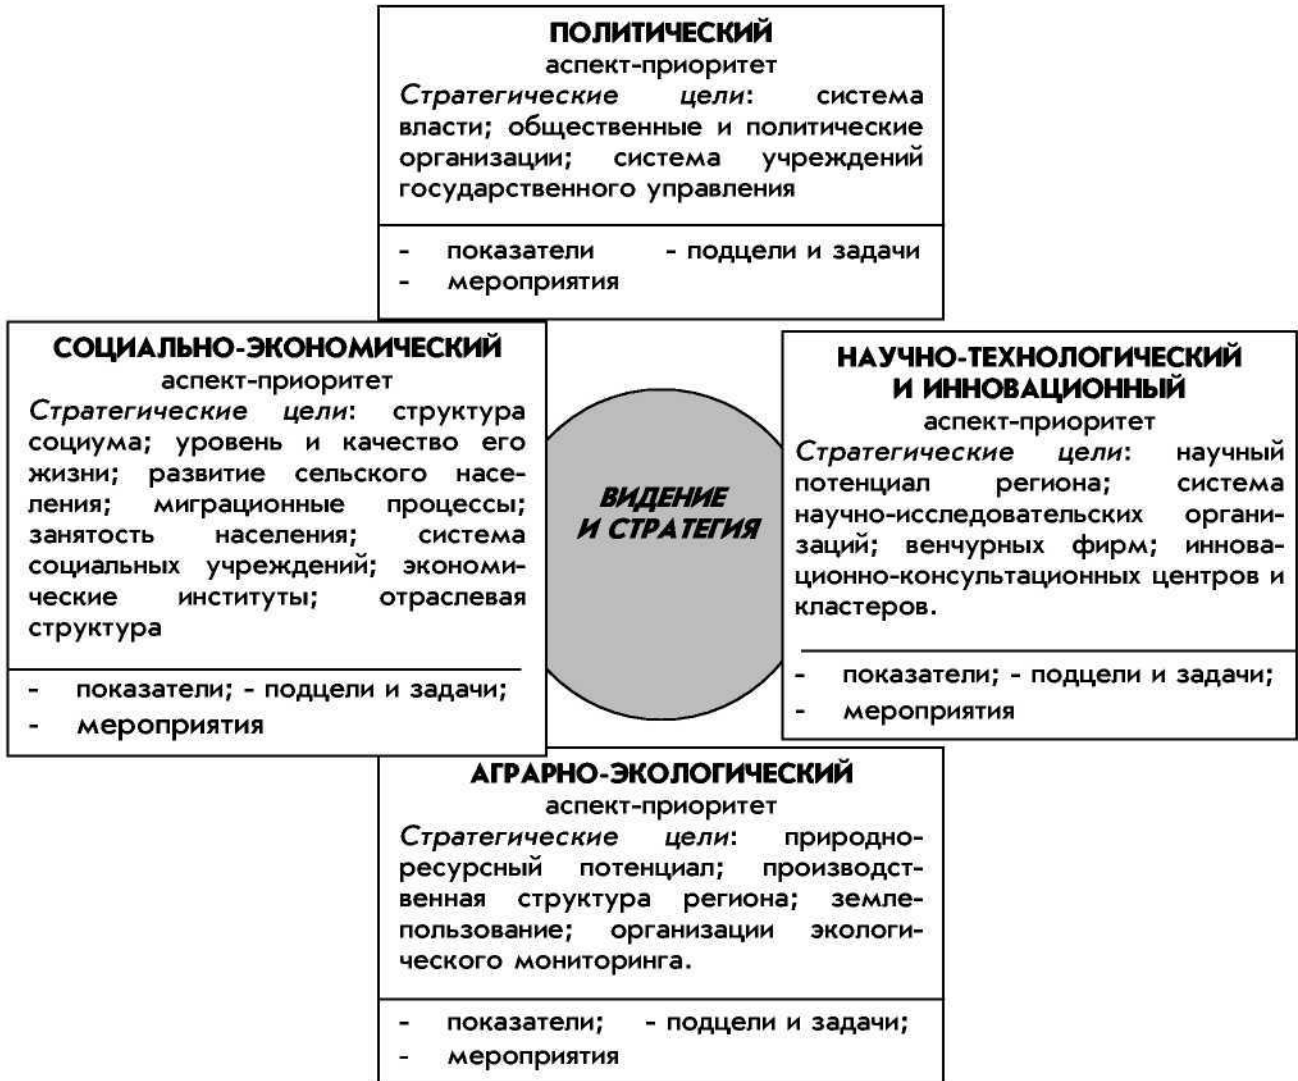 ПОЛИТИЧЕСКИЙ
аспект-приоритет
Стратегические цели: система
власти; общественные и политические
организации; система учреждений
государственного управления
- показатели - подцели и задачи
- мероприятия
СОЦИАЛЬНО-ЭКОНОМИЧЕСКИЙ
аспект-приоритет
Стратегические цели: структура
социума; уровень и качество его
жизни; развитие сельского насе-
ления; миграционные процессы;
занятость населения; система
социальных учреждений; экономи-
ческие институты; отраслевая
структура
- показатели; - подцели и задачи;
- мероприятия
ВИДЕНИЕ
И СТРАТЕГИЯ
НАУЧНО-ТЕХНОЛОГИЧЕСКИЙ
И ИННОВАЦИОННЫЙ
аспект-приоритет
Стратегические цели: научный
потенциал региона; система
научно-исследовательских органи-
заций; венчурных фирм; иннова-
ционно-консультационных центров и
кластеров.
- показатели; - подцели и задачи;
- мероприятия
АГРАРНО-ЭКОЛОГИЧЕСКИЙ
аспект-приоритет
Стратегические цели: природно-
ресурсный потенциал; производст-
венная структура региона; земле-
пользование; организации экологи-
ческого мониторинга.
- показатели; - подцели и задачи;
- мероприятия